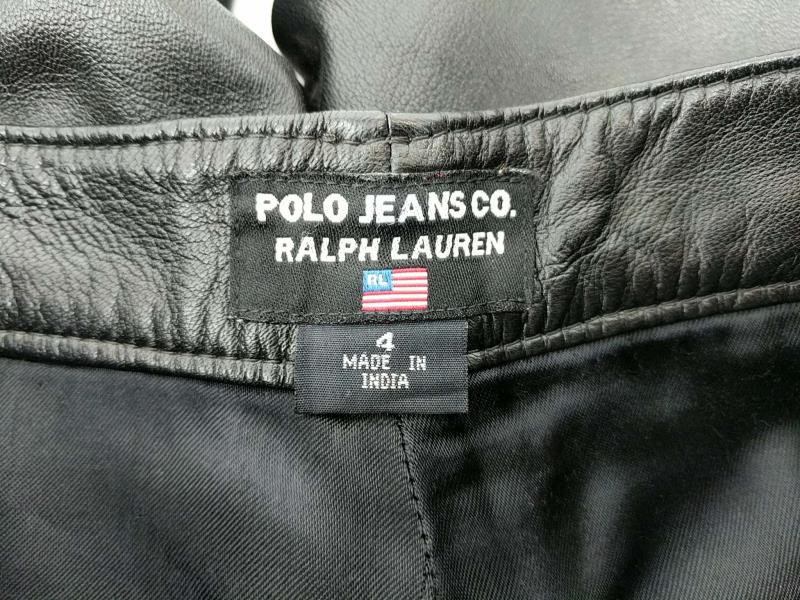 POLO JEANS CO.
RALPH LAUREN
RL
4
MADE IN
INDIA